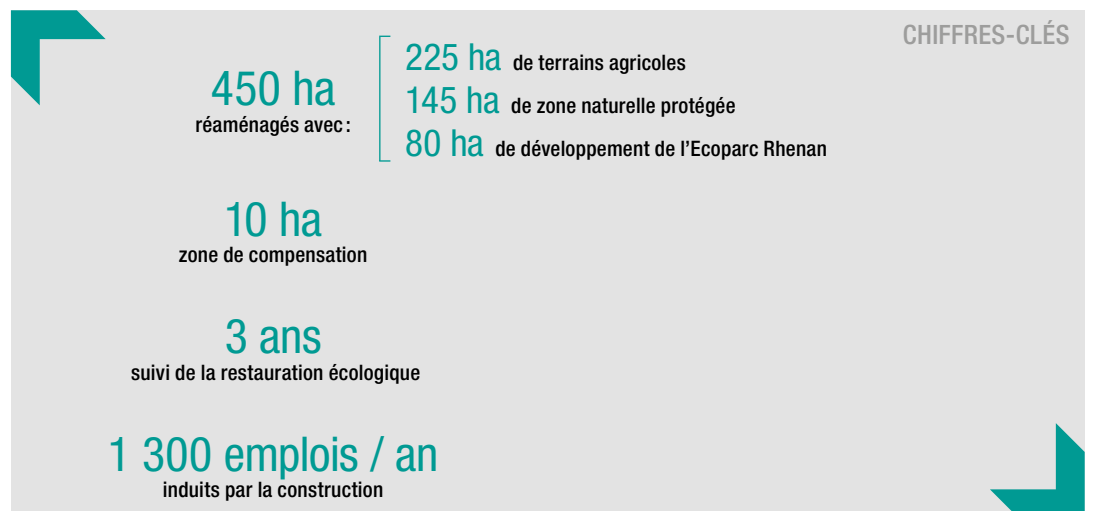 CHIFFRES-CLÉS
450 ha
réaménagés avec :
225 ha de terrains agricoles
145 ha de zone naturelle protégée
80 ha de développement de l'Ecoparc Rhenan
10 ha
zone de compensation
3 ans
suivi de la restauration écologique
1 300 emplois / an
induits par la construction